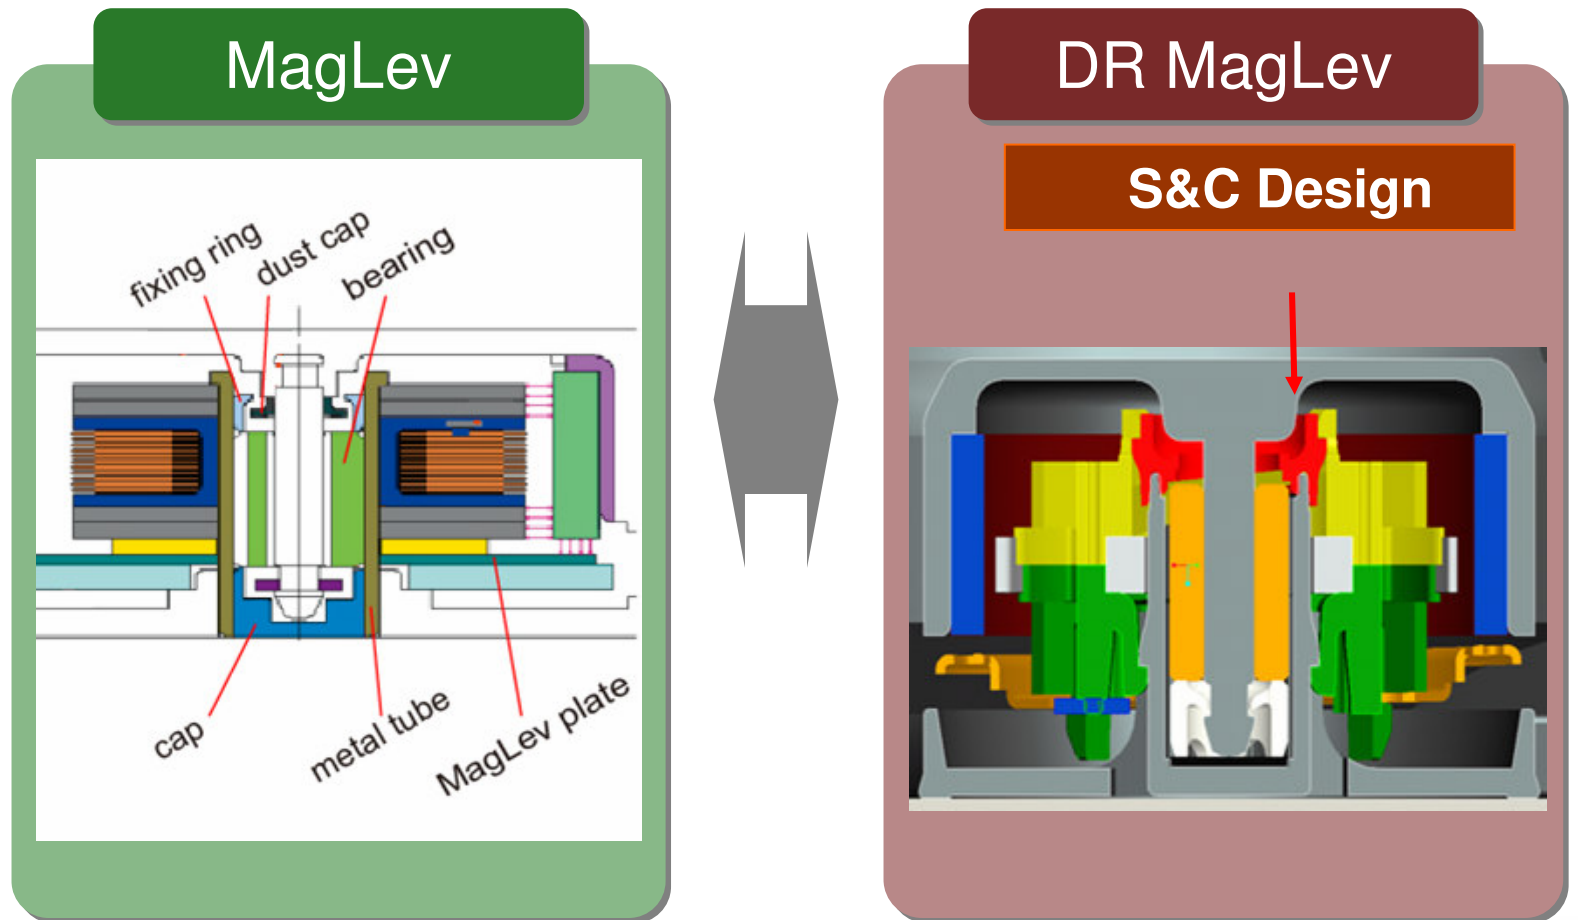 MagLev
fixing ring
dust cap
bearing
cap
metal tube
MagLev plate
DR MagLev
S&C Design